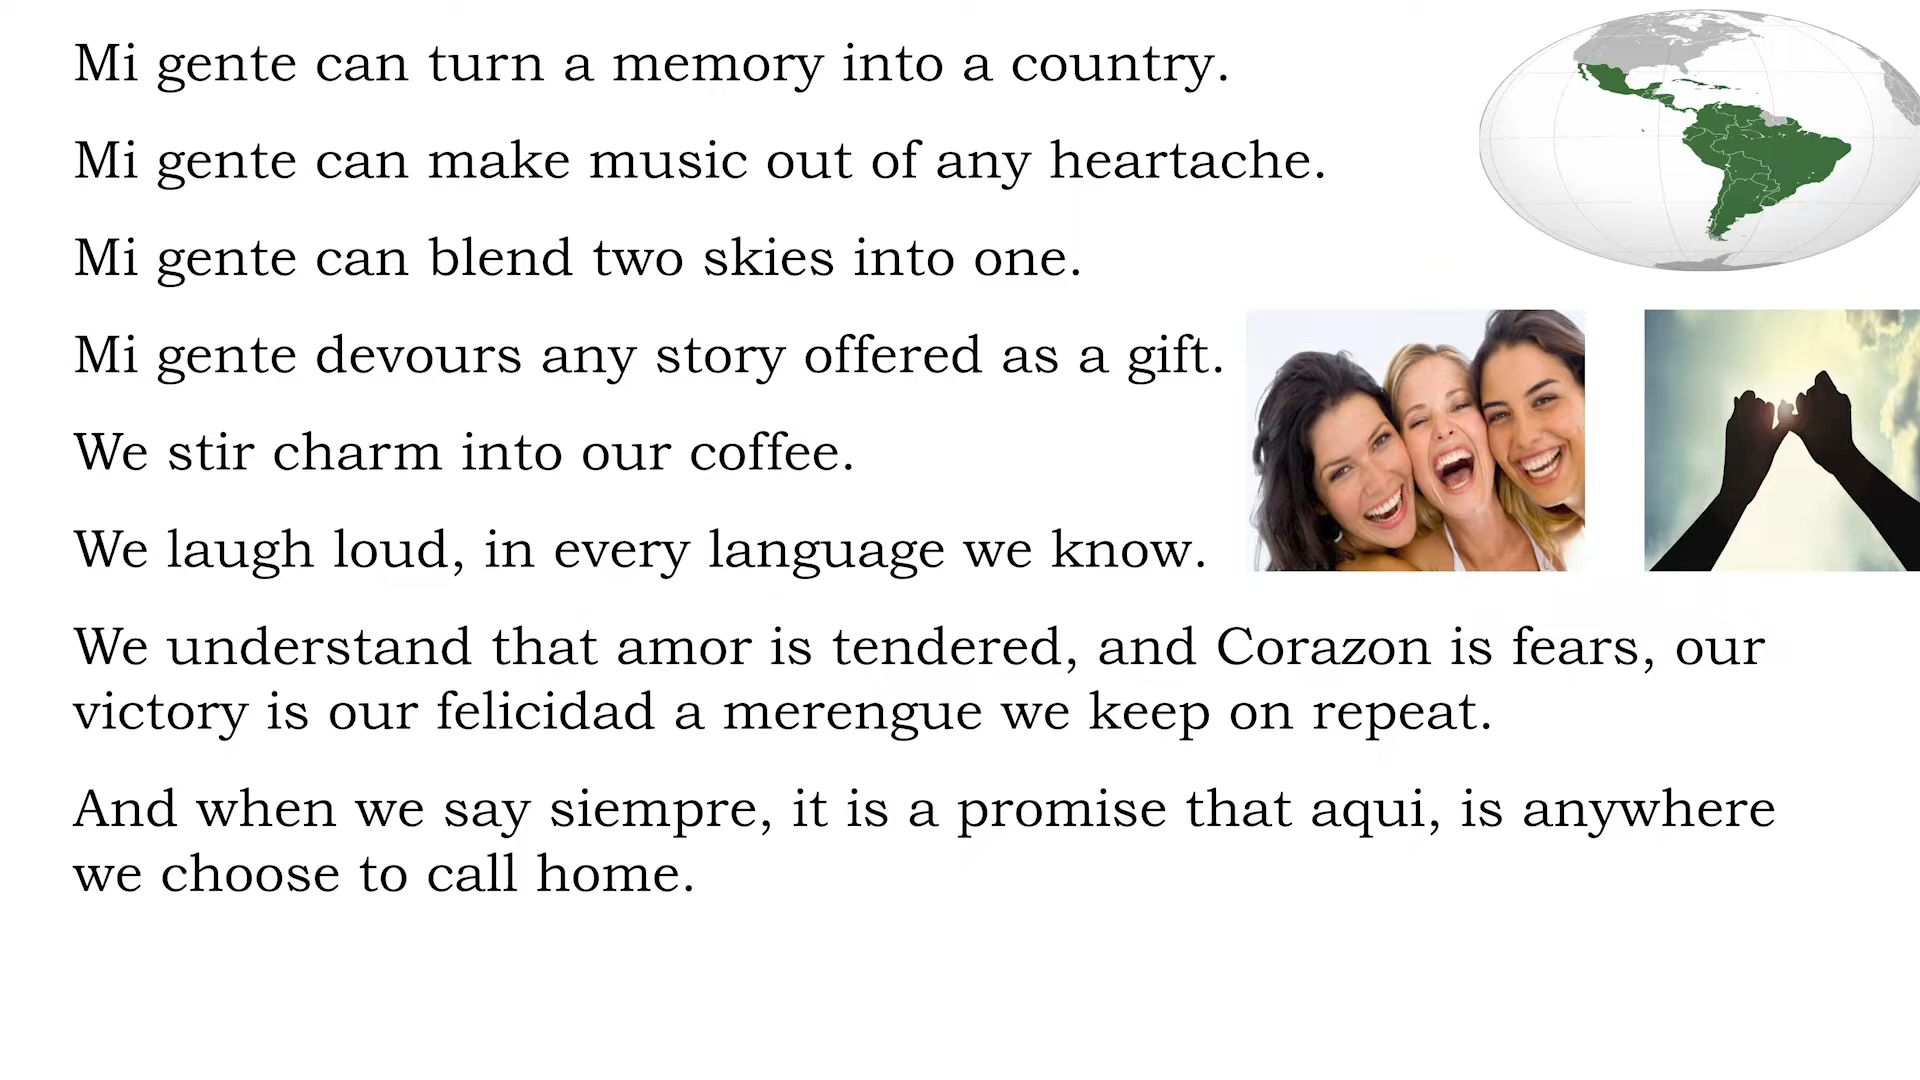 Mi gente can turn a memory into a country.
Mi gente can make music out of any heartache.
Mi gente can blend two skies into one.
Mi gente devours any story offered as a gift.
We stir charm into our coffee.
We laugh loud, in every language we know.
We understand that amor is tendered, and Corazon is fears, our
victory is our felicidad a merengue we keep on repeat.
And when we say siempre, it is a promise that aqui, is anywhere
we choose to call home.